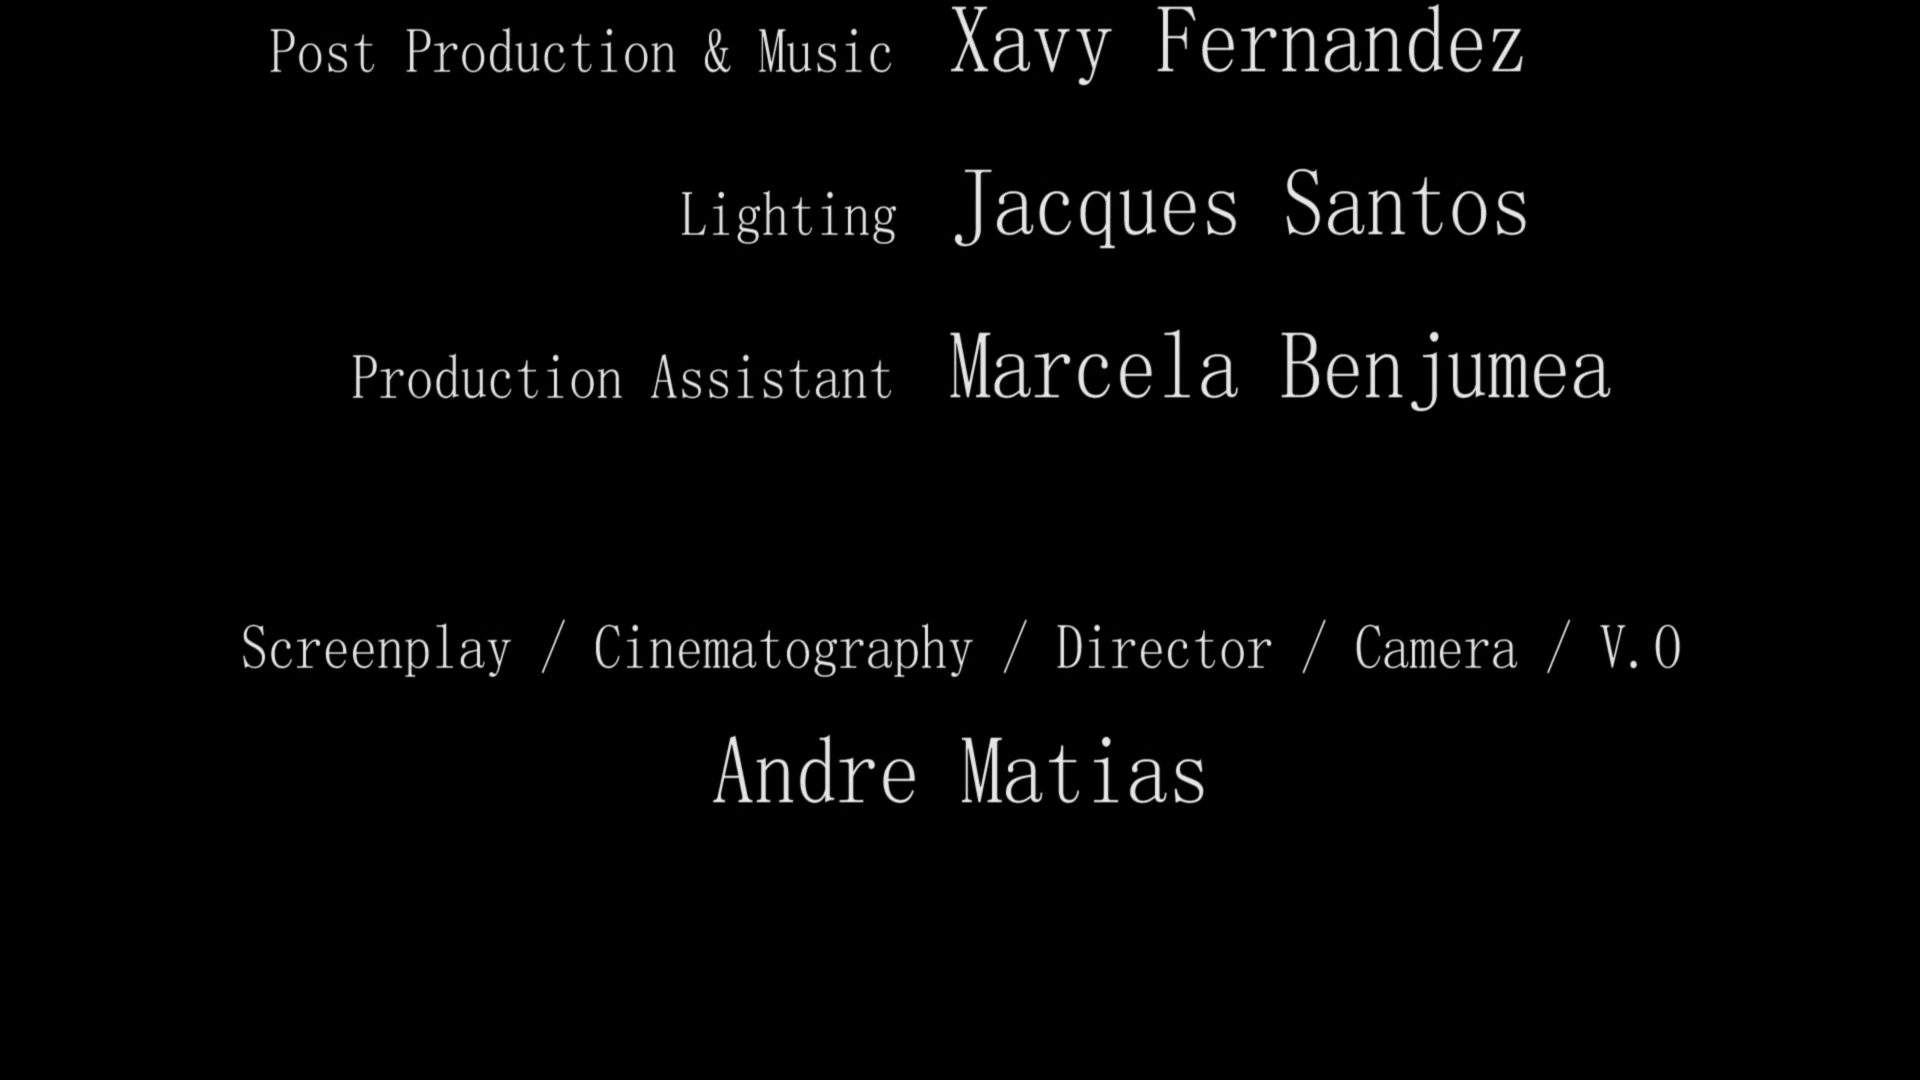 Post Production & Music Xavy Fernandez
Lighting Jacques Santos
Production Assistant Marcela Benjumea
Screenplay / Cinematography / Director / Camera / V.O
Andre Matias